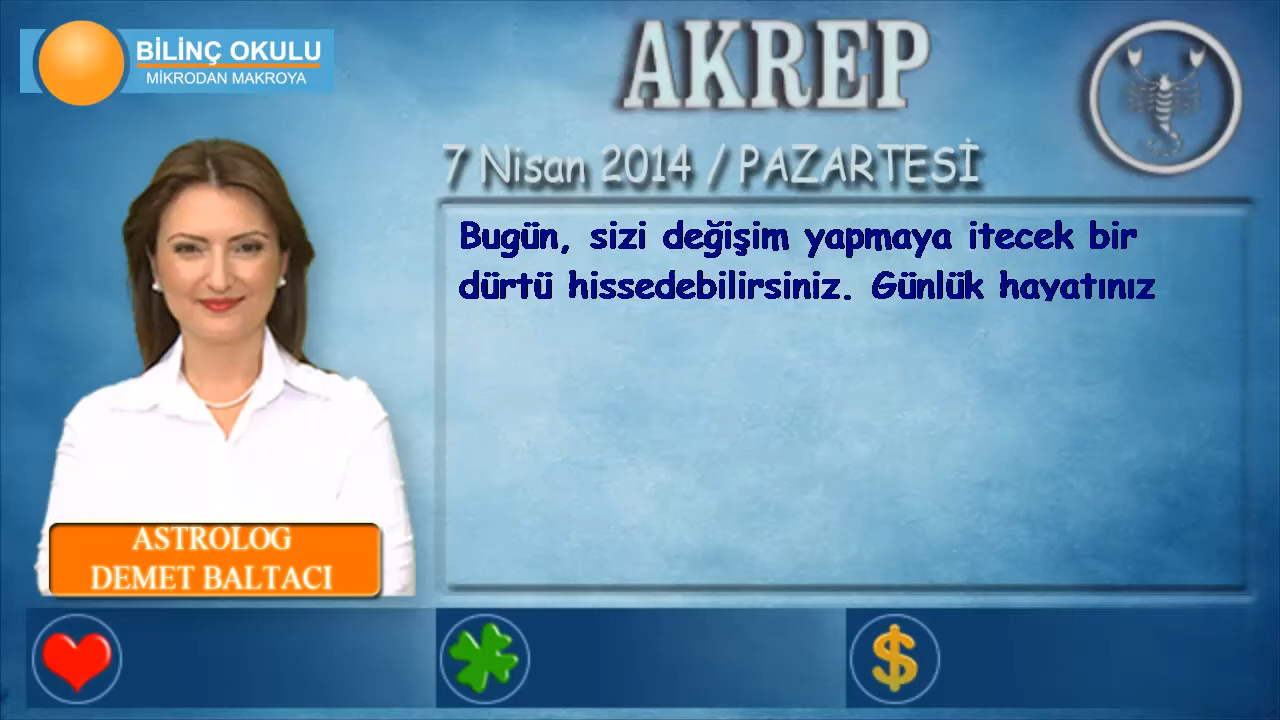 BİLİNÇ OKULU
MİKRODAN MAKROYA
AKREP
7 Nisan 2014 / PAZARTESİ
Bugün, sizi değişim yapmaya itecek bir
dürtü hissedebilirsiniz. Günlük hayatınız
ASTROLOG
DEMET BALTACI
$